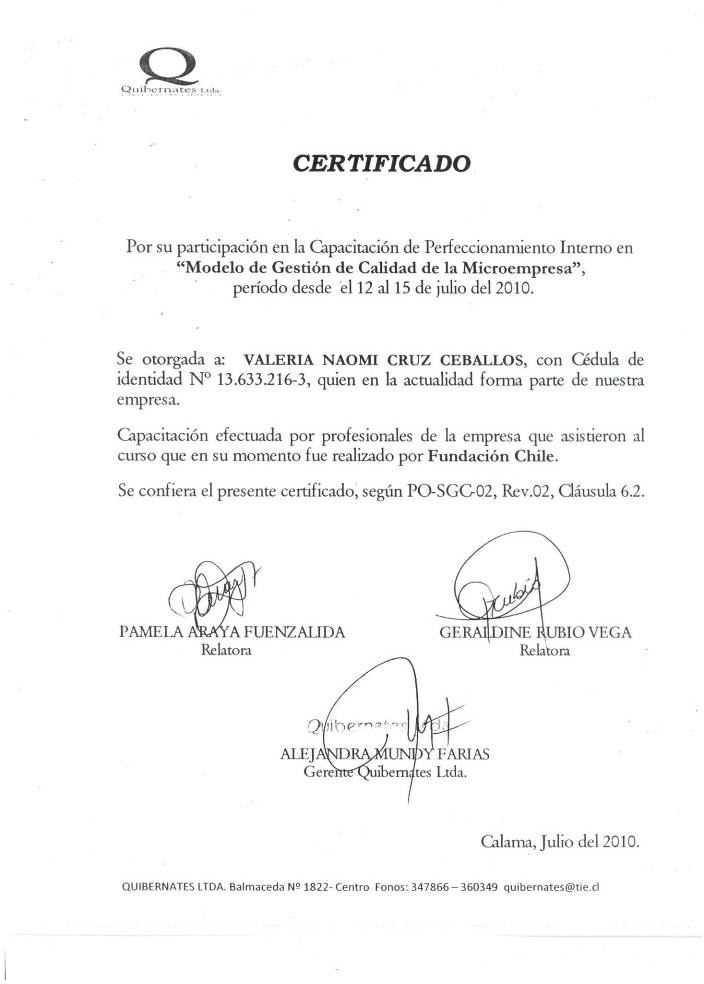 Q
Quibernates Ltda.
CERTIFICADO
Por su participación en la Capacitación de Perfeccionamiento Interno en
“Modelo de Gestión de Calidad de la Microempresa”,
período desde el 12 al 15 de julio del 2010.
Se otorgada a: VALERIA NAOMI CRUZ CEBALLOS, con Cédula de
identidad Nº 13.633.216-3, quien en la actualidad forma parte de nuestra
empresa.
Capacitación efectuada por profesionales de la empresa que asistieron al
curso que en su momento fue realizado por Fundación Chile.
Se confiera el presente certificado, según PO-SGC-02, Rev.02, Cláusula 6.2.
PAMELA ARAYA FUENZALIDA
Relatora
GERALDINE RUBIO VEGA
Relatora
Quibernates Ltda
ALEJANDRA MUNDY FARIAS
Gerente Quibernates Ltda.
Calama, Julio del 2010.
QUIBERNATES LTDA. Balmaceda Nº 1822- Centro Fonos: 347866 – 360349 quibernates@tie.cl